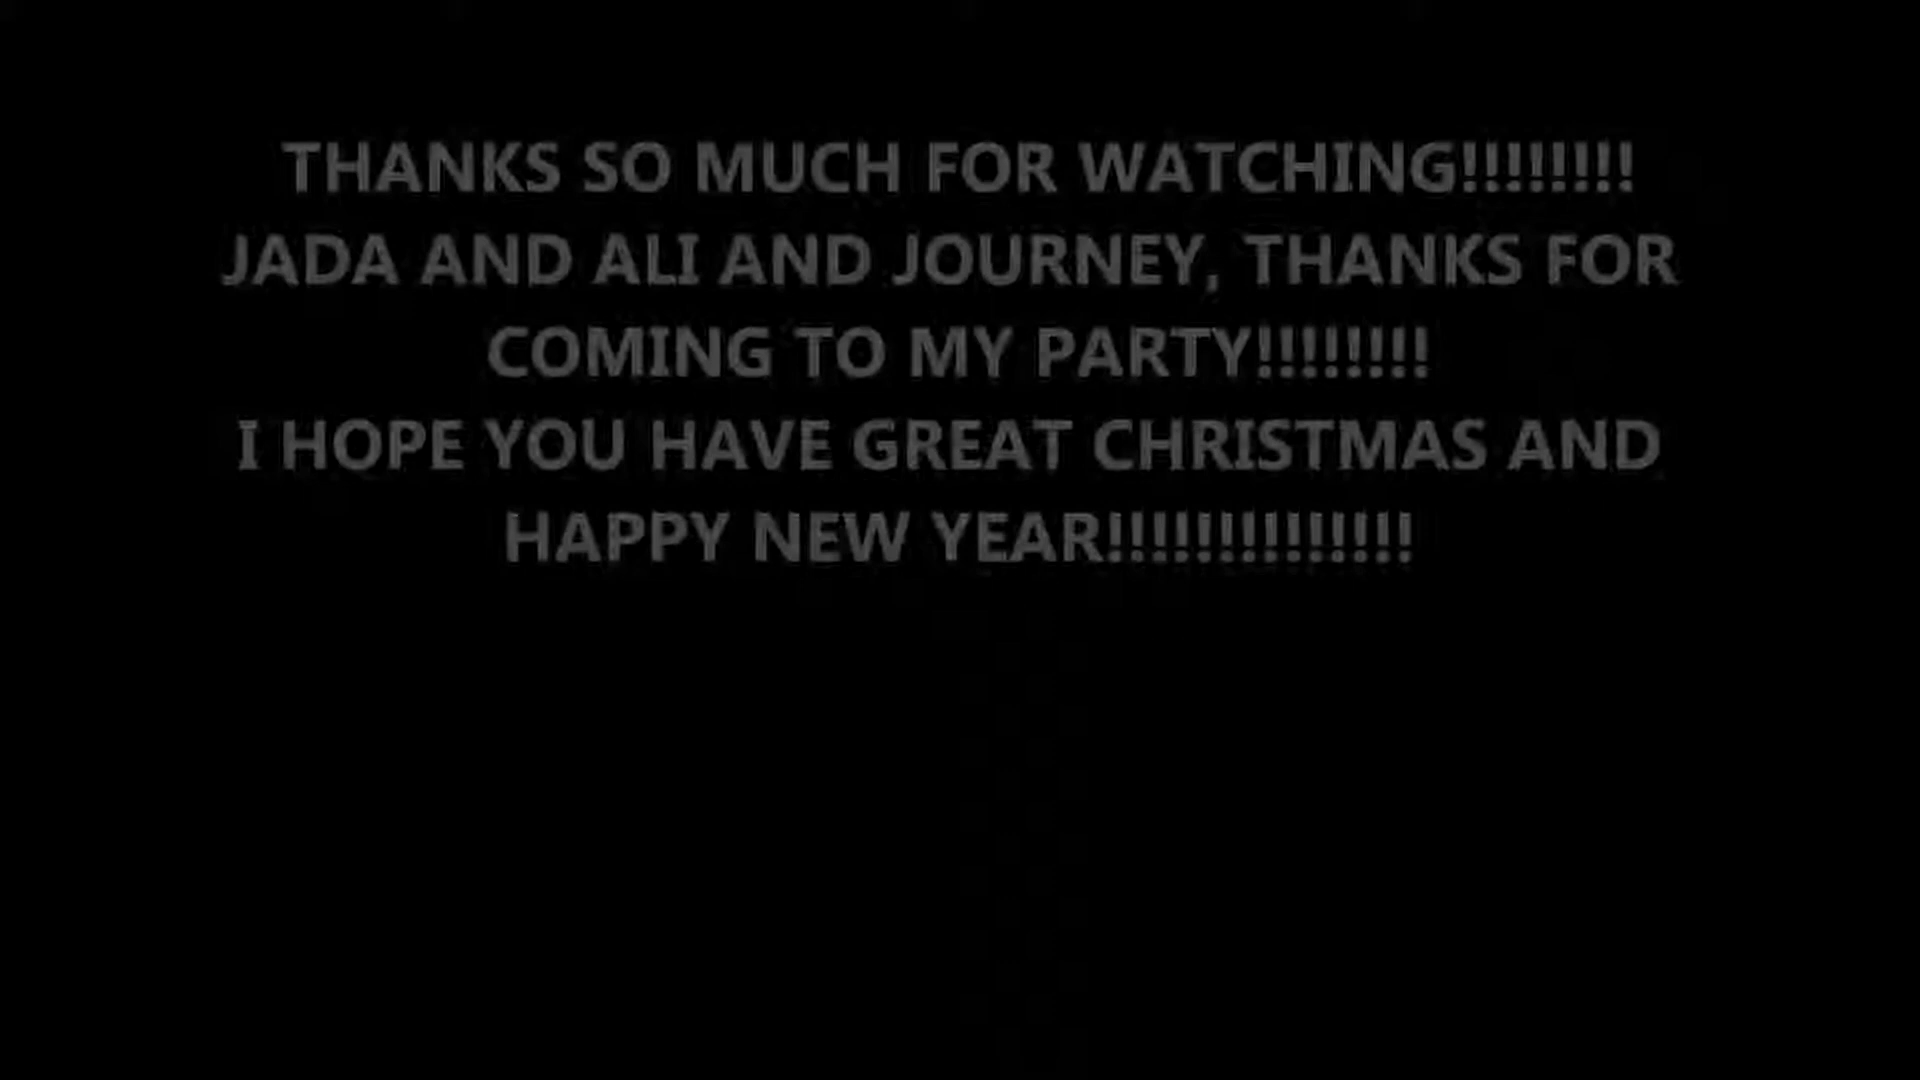 THANKS SO MUCH FOR WATCHING!!!!!!!!
JADA AND ALI AND JOURNEY, THANKS FOR
COMING TO MY PARTY!!!!!!!!
I HOPE YOU HAVE GREAT CHRISTMAS AND
HAPPY NEW YEAR!!!!!!!!!!!!!!